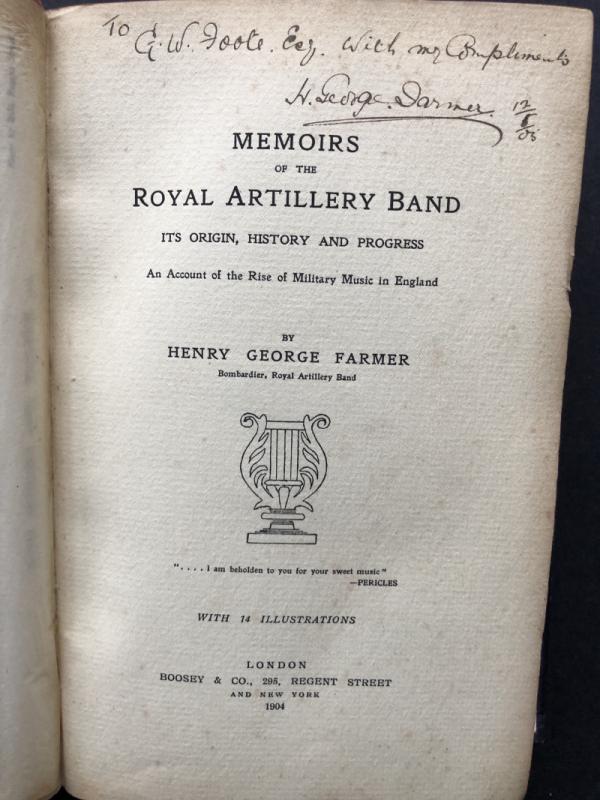 To G. W. Foote. Esq. With my Compliments
H. George. Farmer. 12/5/05
MEMOIRS
OF THE
ROYAL ARTILLERY BAND
ITS ORIGIN, HISTORY AND PROGRESS
An Account of the Rise of Military Music in England
BY
HENRY GEORGE FARMER
Bombardier, Royal Artillery Band
". . . . I am beholden to you for your sweet music"
—PERICLES
WITH 14 ILLUSTRATIONS
LONDON
BOOSEY & CO., 295, REGENT STREET
AND NEW YORK
1904